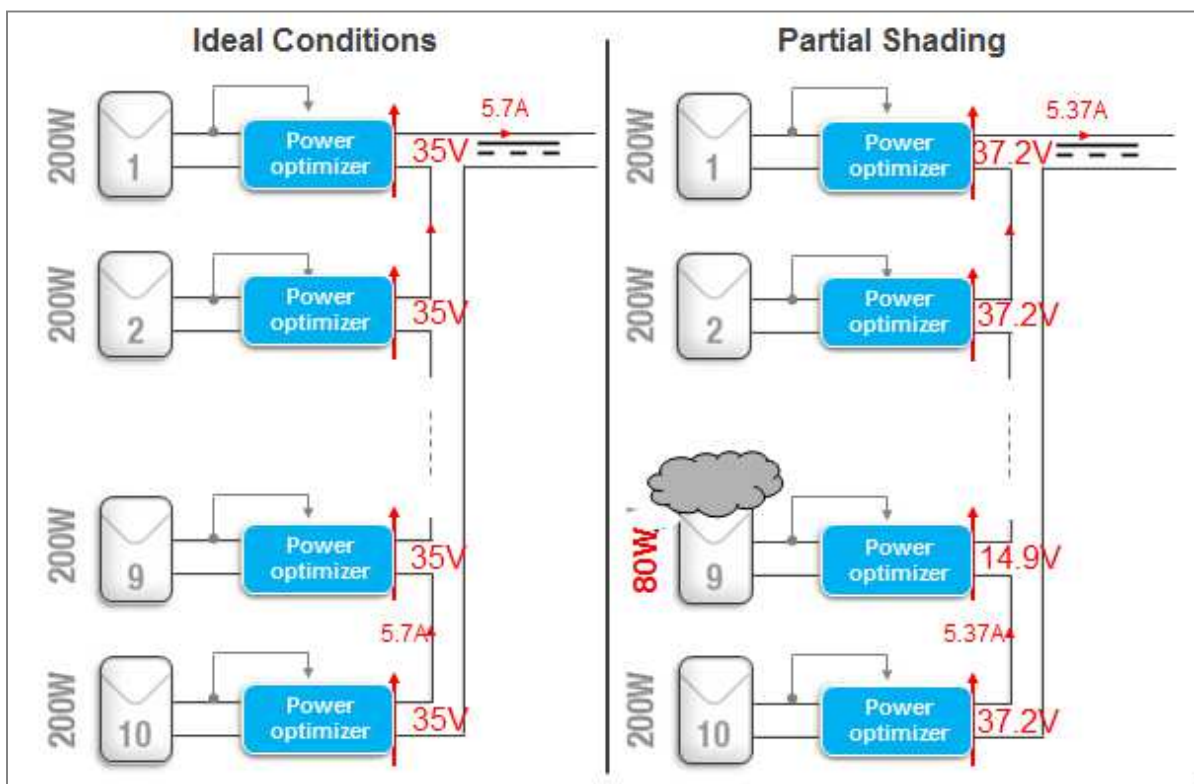 Ideal Conditions
200W
1
Power
optimizer
35V
5.7A
200W
2
Power
optimizer
35V
200W
9
Power
optimizer
35V
5.7A
200W
10
Power
optimizer
35V
Partial Shading
200W
1
Power
optimizer
37.2V
5.37A
200W
2
Power
optimizer
37.2V
80W
9
Power
optimizer
14.9V
5.37A
200W
10
Power
optimizer
37.2V